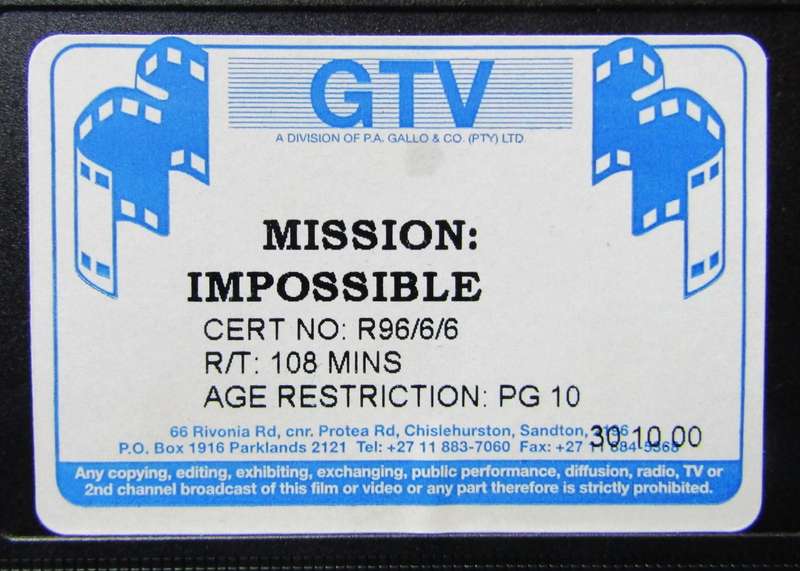 GTV
A DIVISION OF P.A. GALLO & CO. (PTY) LTD
MISSION:
IMPOSSIBLE
CERT NO: R96/6/6
R/T: 108 MINS
AGE RESTRICTION: PG 10
66 Rivonia Rd, cnr. Protea Rd, Chislehurston, Sandton,
P.O. Box 1916 Parklands 2121 Tel: +27 11 883-7060 Fax: +27
30.10.00
Any copying, editing, exhibiting, exchanging, public performance, diffusion, radio, TV or
2nd channel broadcast of this film or video or any part therefore is strictly prohibited.